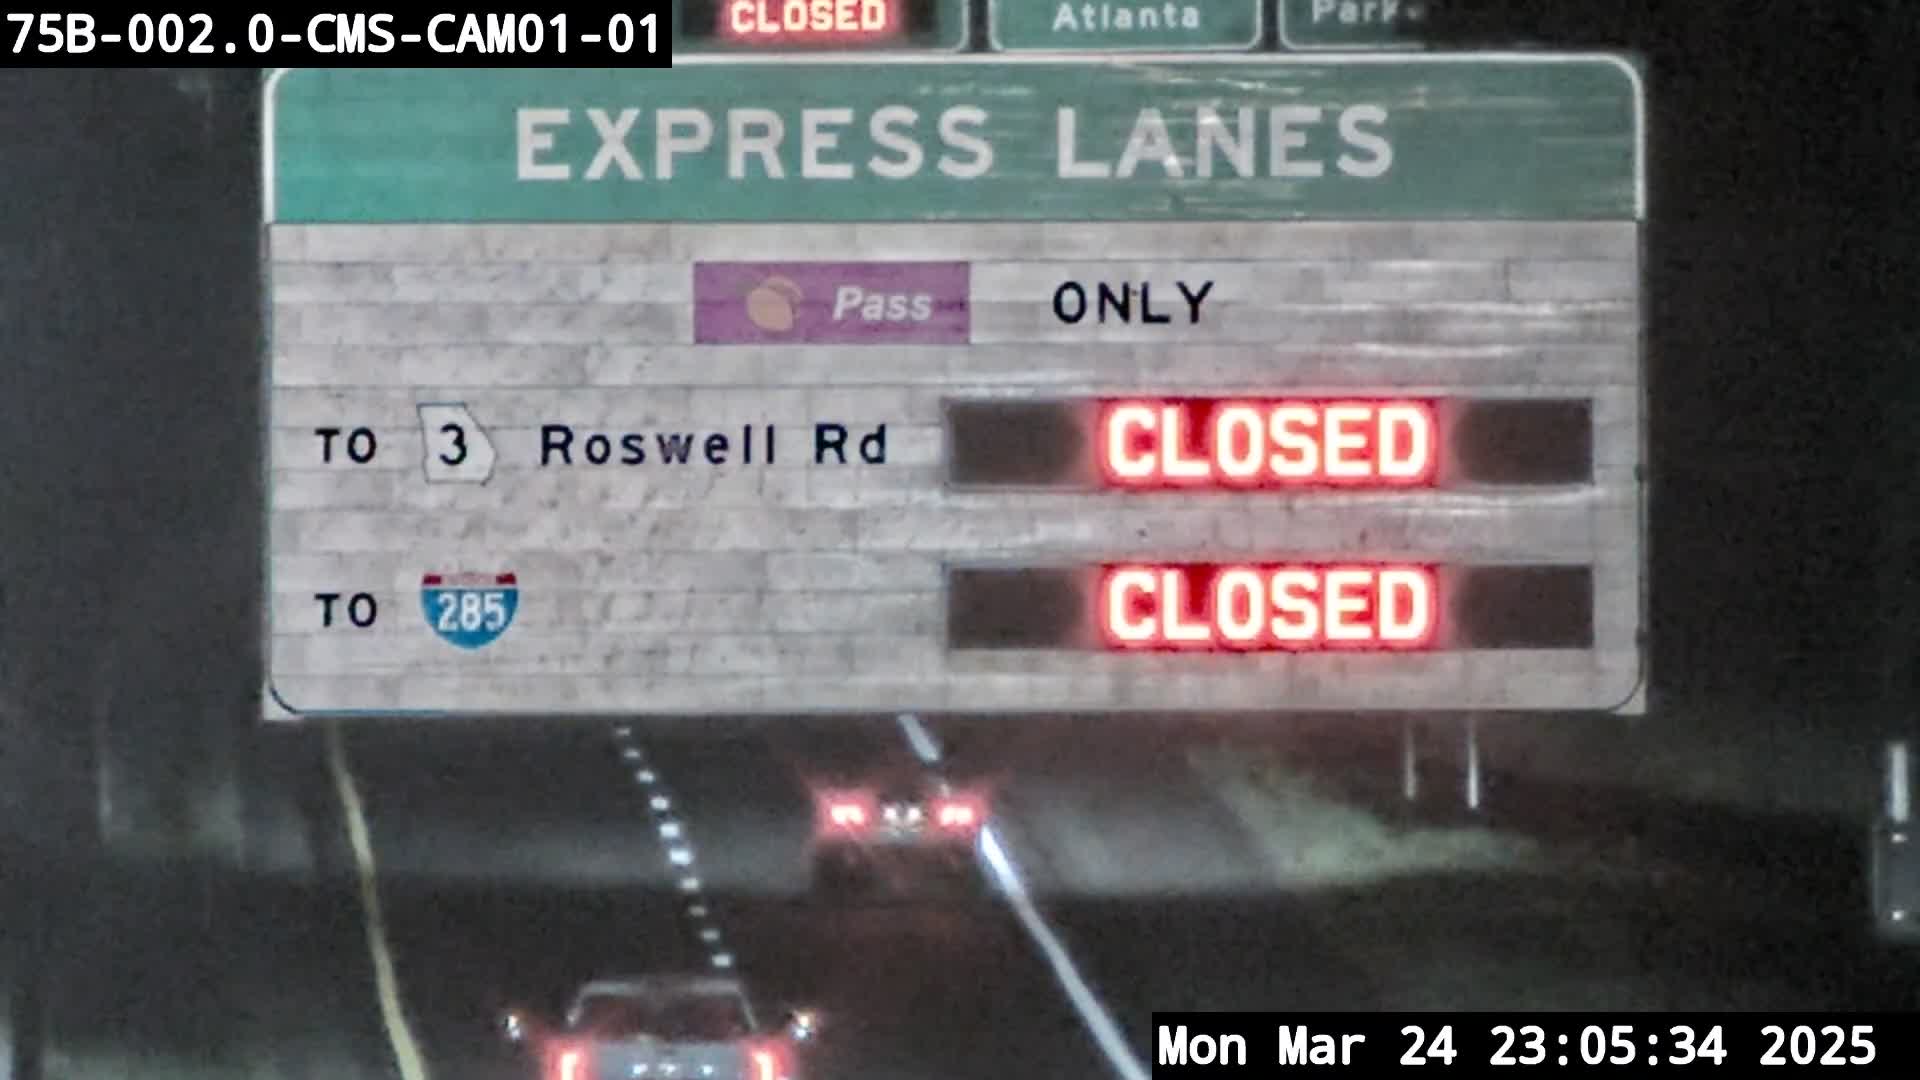 75B-002.0-CMS-CAM01-01
CLOSED
Atlanta
Park
EXPRESS LANES
Pass ONLY
TO 3 Roswell Rd CLOSED
TO 285 CLOSED
Mon Mar 24 23:05:34 2025